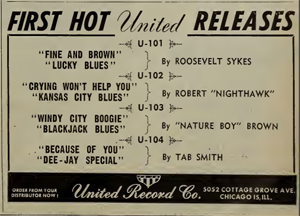 FIRST HOT United RELEASES
U-101
"FINE AND BROWN"
"LUCKY BLUES"
By ROOSEVELT SYKES
U-102
"CRYING WON'T HELP YOU"
"KANSAS CITY BLUES"
By ROBERT "NIGHTHAWK"
U-103
"WINDY CITY BOOGIE"
"BLACKJACK BLUES"
By "NATURE BOY" BROWN
U-104
"BECAUSE OF YOU"
"DEE-JAY SPECIAL"
By TAB SMITH
ORDER FROM YOUR
DISTRIBUTOR NOW!
United Record Co.
5052 COTTAGE GROVE AVE.
CHICAGO 15, ILL.